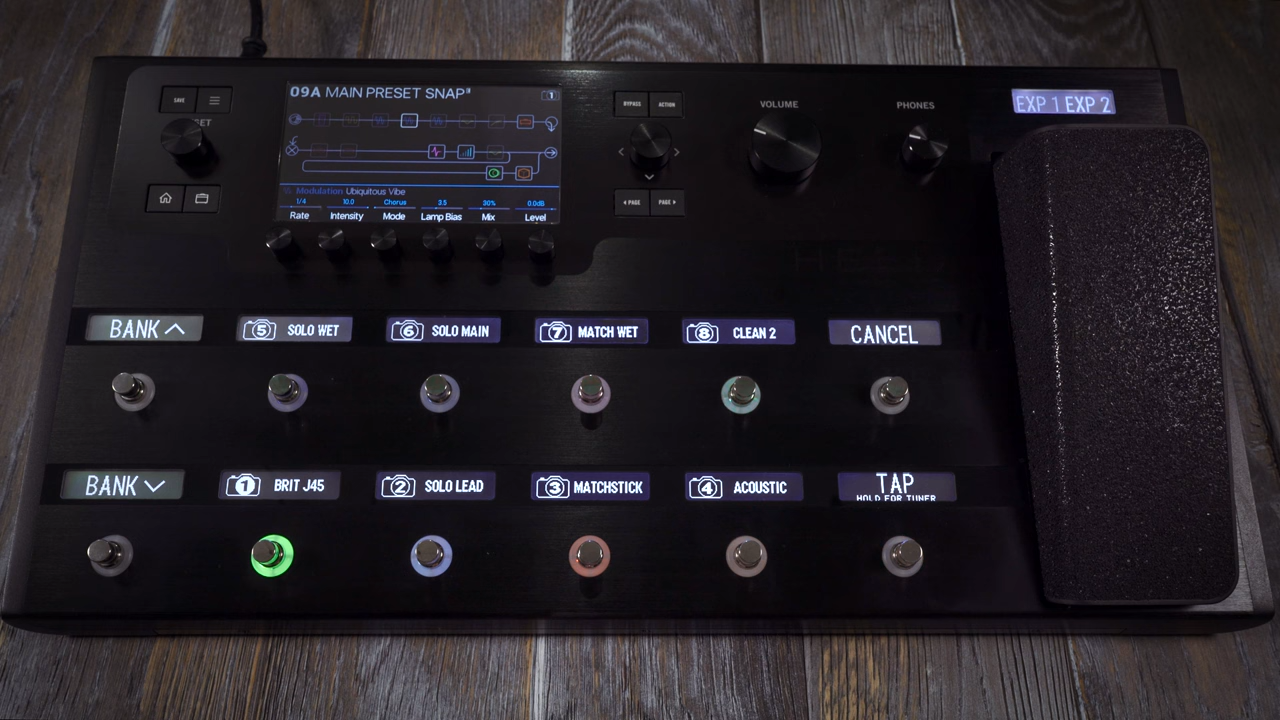 SAVE
09A MAIN PRESET SNAP
1
BYPASS ACTION
VOLUME
PHONES
EXP 1 EXP 2
Modulation Ubiquitous Vibe
1/4 10.0 Chorus 3.5 30% 0.0dB
Rate Intensity Mode Lamp Bias Mix Level
PAGE PAGE
BANK
5 SOLO WET
6 SOLO MAIN
7 MATCH WET
8 CLEAN 2
CANCEL
BANK
1 BRIT J45
2 SOLO LEAD
3 MATCHSTICK
4 ACOUSTIC
TAP
HOLD FOR TUNER